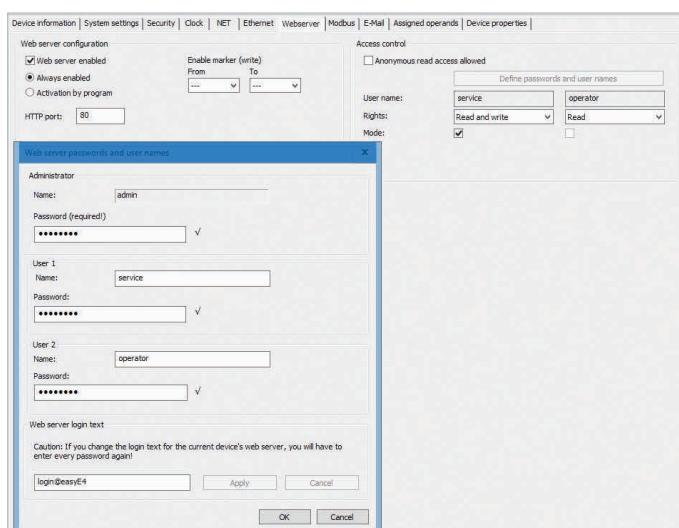 Device information | System settings | Security | Clock | NET | Ethernet | Webserver | Modbus | E-Mail | Assigned operands | Device properties
Web server configuration
Web server enabled
Always enabled
Activation by program
Enable marker (write)
From To
--- ---
HTTP port: 80
Access control
Anonymous read access allowed
Define passwords and user names
User name: service operator
Rights: Read and write Read
Mode:
Web server passwords and user names x
Administrator
Name: admin
Password (required!)
●●●●●●●● √
User 1
Name: service
Password:
●●●●●●●● √
User 2
Name: operator
Password:
●●●●●●●● √
Web server login text
Caution: If you change the login text for the current device's web server, you will have to
enter every password again!
login@easyE4 Apply Cancel
OK Cancel